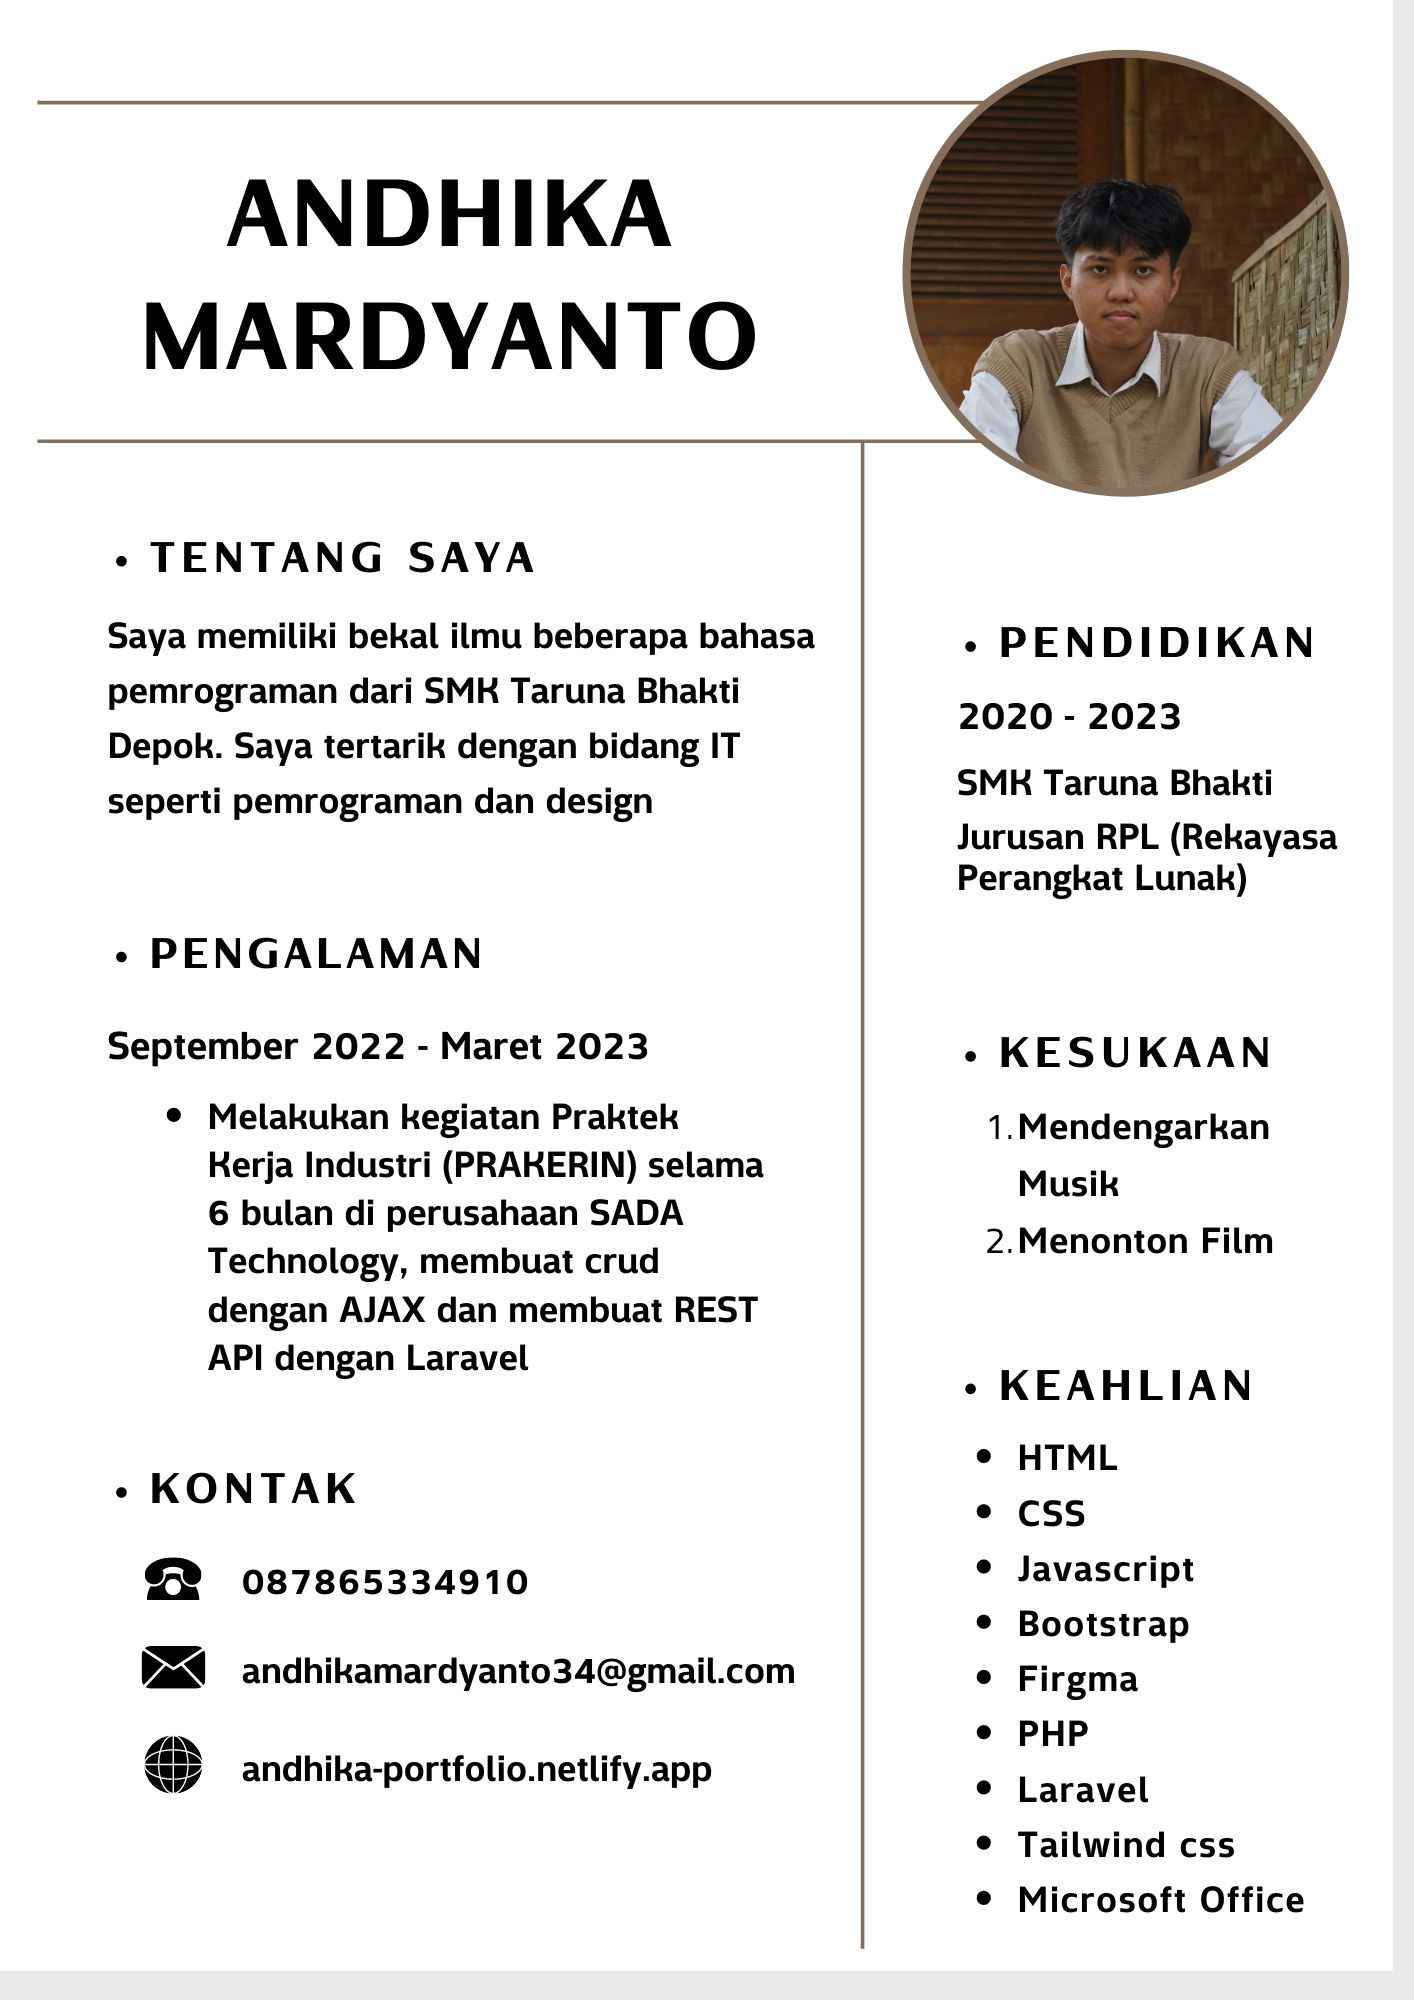 ANDHIKA
MARDYANTO
• TENTANG SAYA
Saya memiliki bekal ilmu beberapa bahasa
pemrograman dari SMK Taruna Bhakti
Depok. Saya tertarik dengan bidang IT
seperti pemrograman dan design
• PENGALAMAN
September 2022 - Maret 2023
• Melakukan kegiatan Praktek
Kerja Industri (PRAKERIN) selama
6 bulan di perusahaan SADA
Technology, membuat crud
dengan AJAX dan membuat REST
API dengan Laravel
• KONTAK
087865334910
andhikamardyanto34@gmail.com
andhika-portfolio.netlify.app
• PENDIDIKAN
2020 - 2023
SMK Taruna Bhakti
Jurusan RPL (Rekayasa
Perangkat Lunak)
• KESUKAAN
1. Mendengarkan
Musik
2. Menonton Film
• KEAHLIAN
• HTML
• CSS
• Javascript
• Bootstrap
• Firgma
• PHP
• Laravel
• Tailwind css
• Microsoft Office